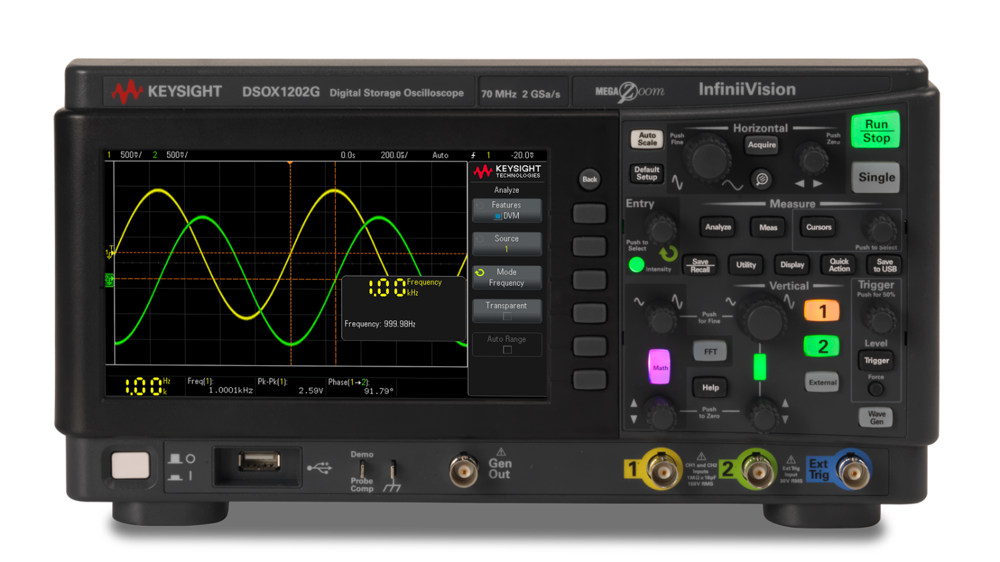 KEYSIGHT DSOX1202G Digital Storage Oscilloscope 70 MHz 2 GSa/s MEGA Zoom InfiniiVision
1 500▽/ 2 500▽/ 0.0s 200.0s/ Auto 1 -20.0▽
KEYSIGHT
TECHNOLOGIES
Analyze
Features
DVM
Source
1
Mode
Frequency
Transparent
Auto Range
T
1
2
1.00 Frequency
kHz
Frequency: 999.98Hz
1.00 Hz
k
Freq(1):
1.0001kHz
Pk-Pk(1):
2.59V
Phase(1→2):
91.79°
Back
Auto
Scale
Default
Setup
Horizontal
Push
Fine
Acquire
Push
Zero
Run
Stop
Single
Entry
Push to
Select
Intensity
Measure
Analyze
Meas
Cursors
Push to Select
Save
Recall
Utility
Display
Quick
Action
Save
to USB
Vertical
Push
for Fine
1
2
Math
FFT
Help
External
Push
to Zero
Trigger
Push for 50%
Level
Trigger
Force
Wave
Gen
Demo
Probe
Comp
Gen
Out
1
CH1 and CH2
Inputs
1MΩ≅16pF
150V RMS
2
Ext Trig
Input
30V RMS
Ext
Trig